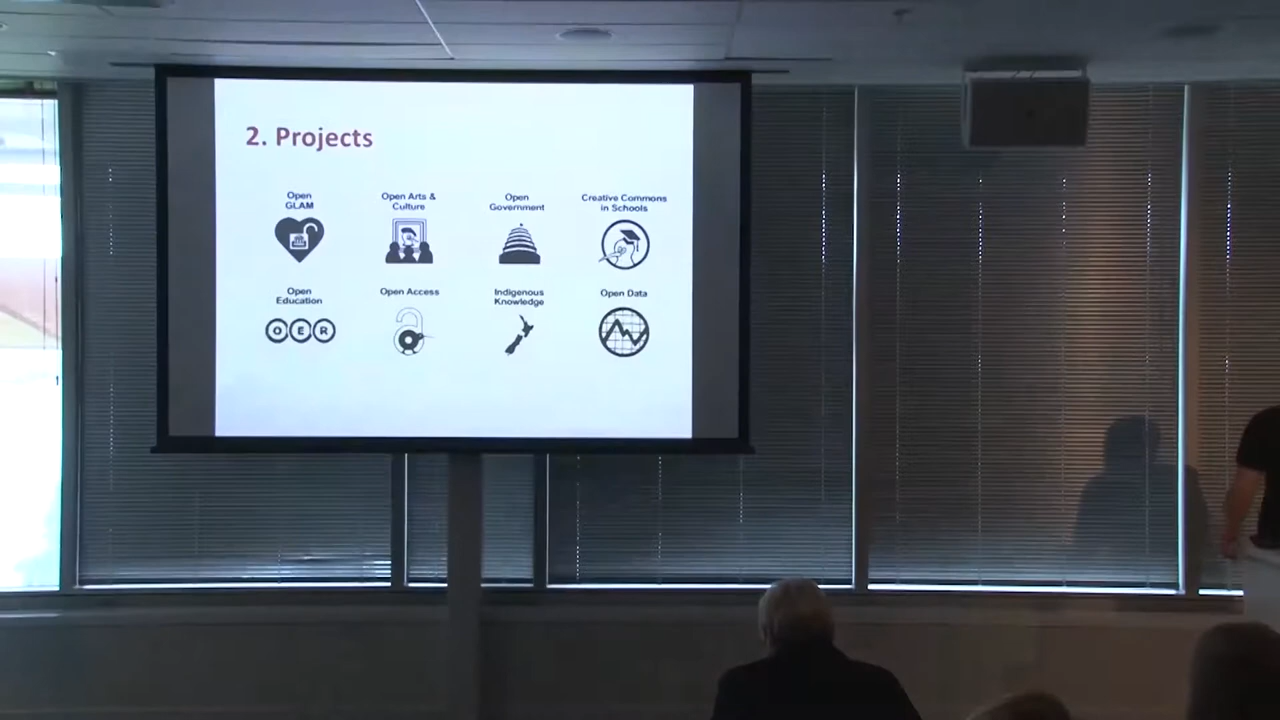 2. Projects
Open
GLAM
Open Arts &
Culture
Open
Government
Creative Commons
in Schools
Open
Education
OER
Open Access
Indigenous
Knowledge
Open Data